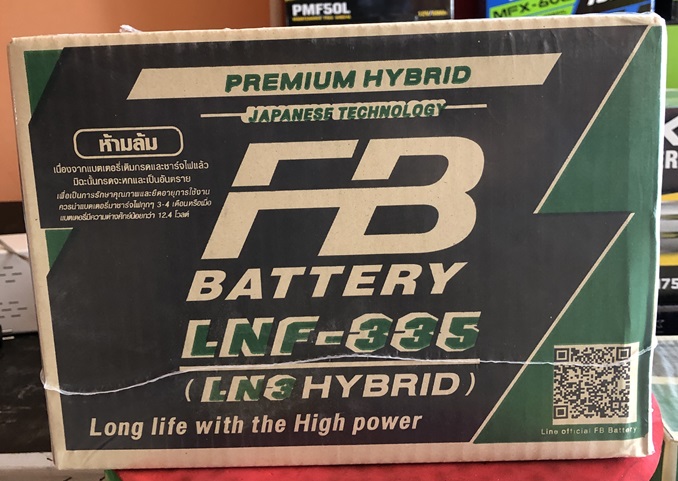 PMF50L
MFX-60
PREMIUM HYBRID
JAPANESE TECHNOLOGY
ห้ามล้ม
เนื่องจากแบตเตอรี่เติมกรดและชาร์จไฟแล้ว
มิฉะนั้นกรดจะหกและเป็นอันตราย
เพื่อเป็นการรักษาคุณภาพและยืดอายุการใช้งาน
ควรนำแบตเตอรี่มาชาร์จไฟทุกๆ 3-4 เดือนหรือเมื่อ
แบตเตอรี่มีความต่างศักย์น้อยกว่า 12.4 โวลต์
FB
BATTERY
LNF-335
(LN3 HYBRID)
Long life with the High power
Line official FB Battery